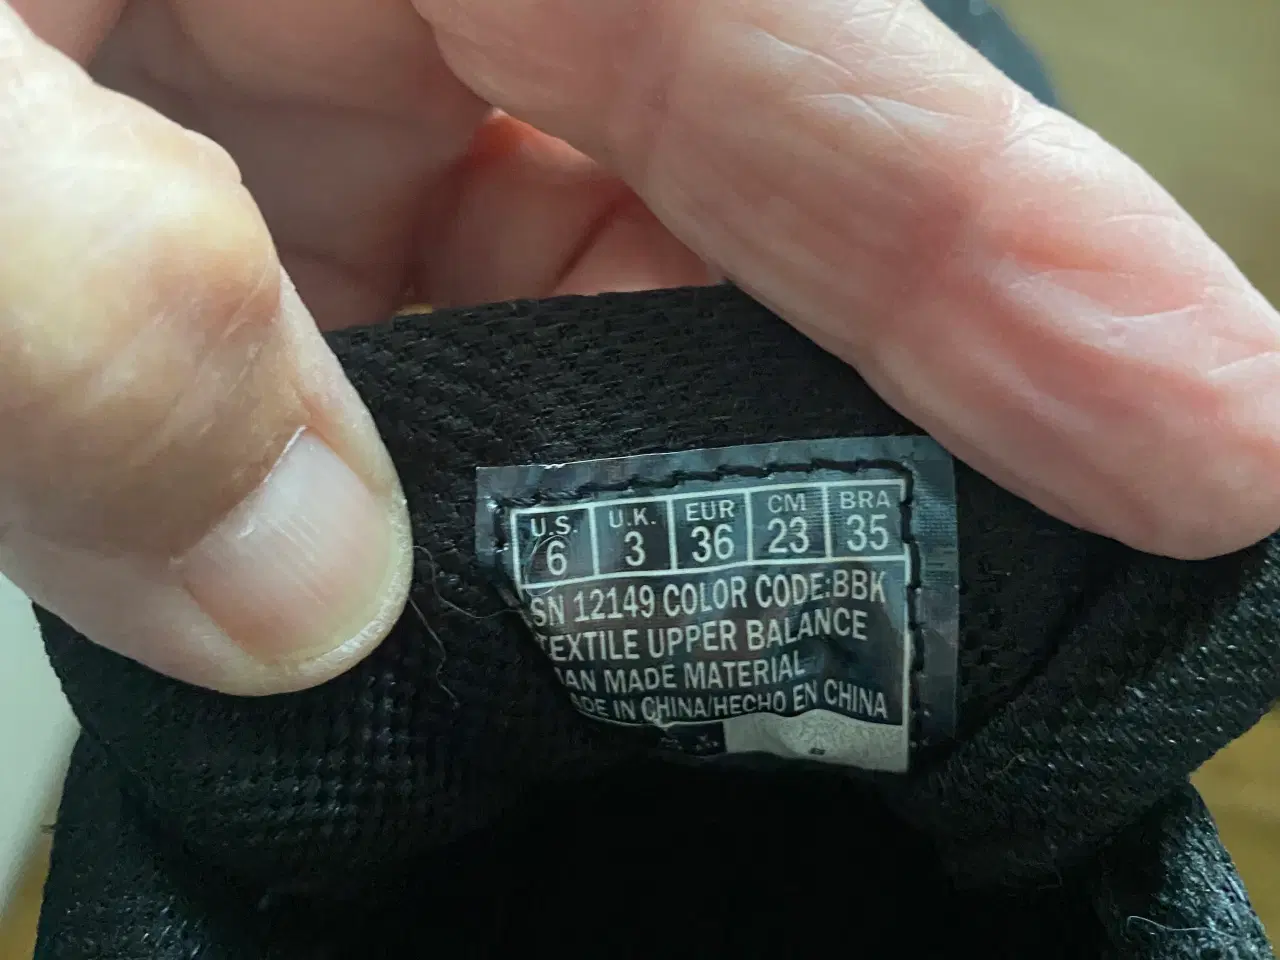 U.S. U.K. EUR CM BRA
6 3 36 23 35
SN 12149 COLOR CODE:BBK
TEXTILE UPPER BALANCE
MAN MADE MATERIAL
MADE IN CHINA/HECHO EN CHINA